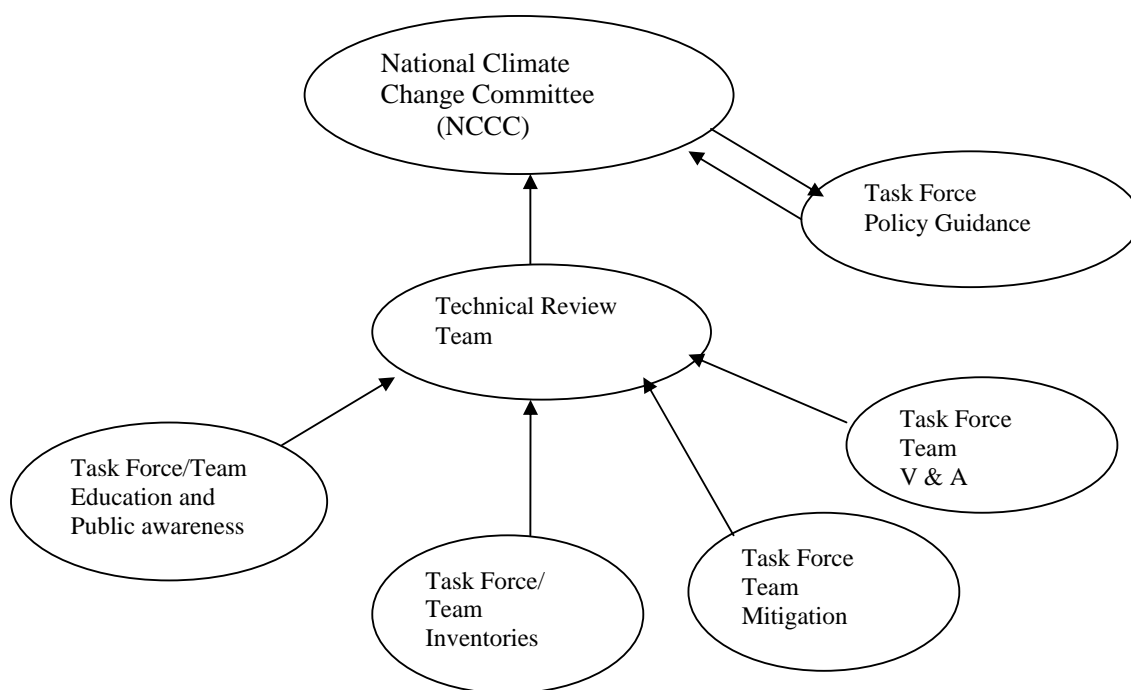 National Climate
Change Committee
(NCCC)
Task Force
Policy Guidance
Technical Review
Team
Task Force
Team
V & A
Task Force/Team
Education and
Public awareness
Task Force
Team
Mitigation
Task Force/
Team
Inventories